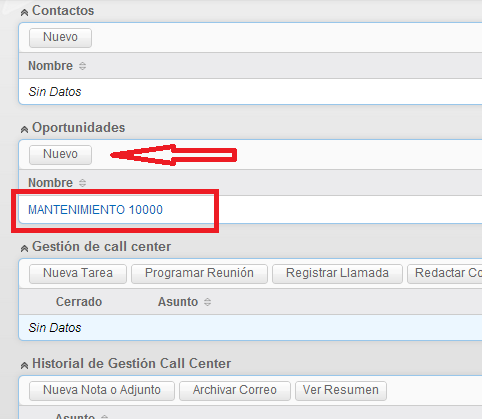 Contactos
Nuevo
Nombre
Sin Datos
Oportunidades
Nuevo
Nombre
MANTENIMIENTO 10000
Gestión de call center
Nueva Tarea Programar Reunión Registrar Llamada Redactar Co
Cerrado Asunto
Sin Datos
Historial de Gestión Call Center
Nueva Nota o Adjunto Archivar Correo Ver Resumen
Asunto